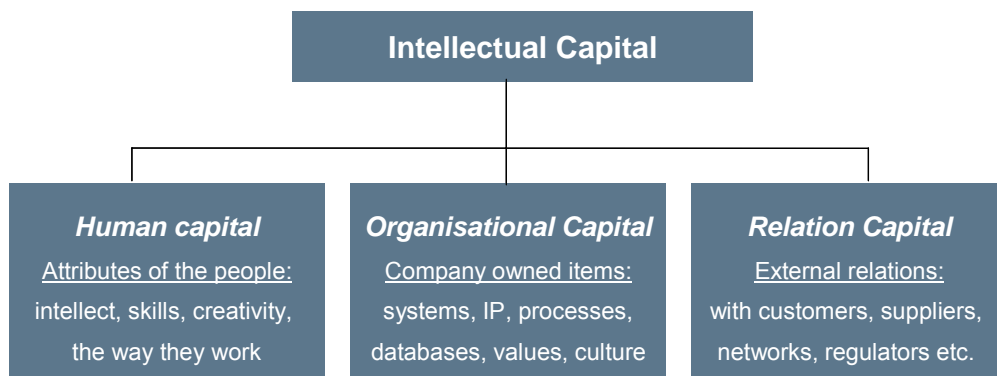 Intellectual Capital
Human capital
Attributes of the people:
intellect, skills, creativity,
the way they work
Organisational Capital
Company owned items:
systems, IP, processes,
databases, values, culture
Relation Capital
External relations:
with customers, suppliers,
networks, regulators etc.